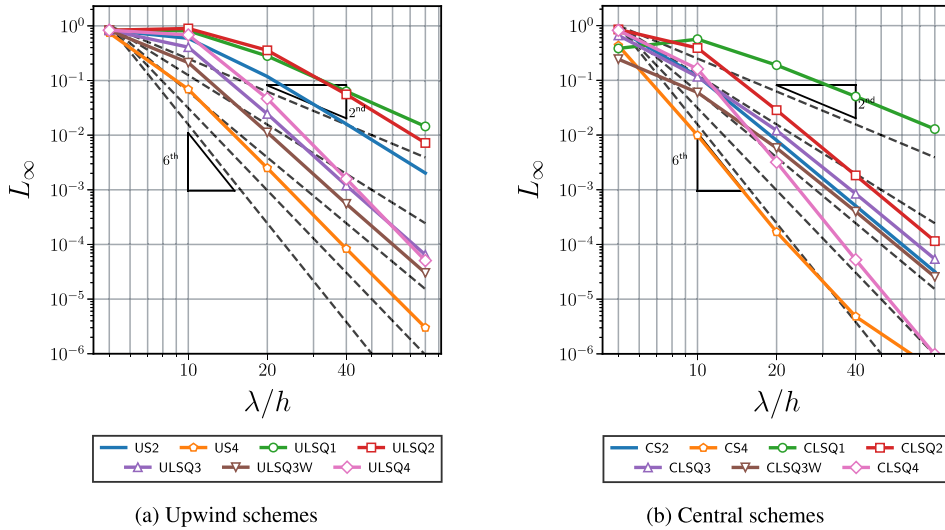 10^0
10^-1
10^-2
10^-3
10^-4
10^-5
10^-6
L∞
2nd
6th
10
20
40
λ/h
US2
US4
ULSQ1
ULSQ2
ULSQ3
ULSQ3W
ULSQ4
(a) Upwind schemes
10^0
10^-1
10^-2
10^-3
10^-4
10^-5
10^-6
L∞
2nd
6th
10
20
40
λ/h
CS2
CS4
CLSQ1
CLSQ2
CLSQ3
CLSQ3W
CLSQ4
(b) Central schemes